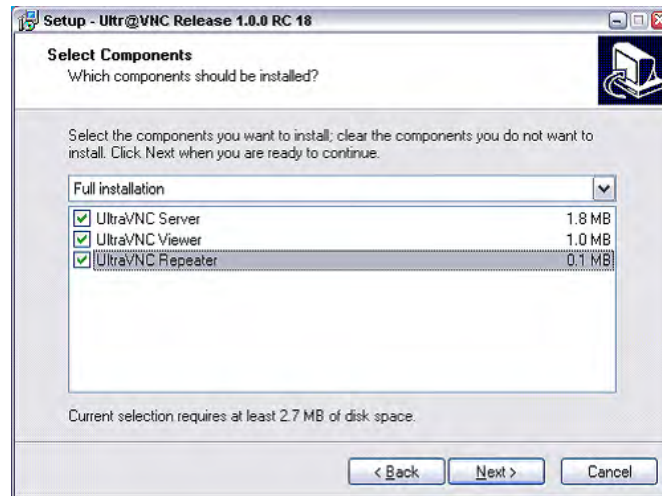 Setup - Ultr@VNC Release 1.0.0 RC 18
Select Components
Which components should be installed?
Select the components you want to install; clear the components you do not want to
install. Click Next when you are ready to continue.
Full installation
UltraVNC Server 1.8 MB
UltraVNC Viewer 1.0 MB
UltraVNC Repeater 0.1 MB
Current selection requires at least 2.7 MB of disk space.
< Back Next > Cancel